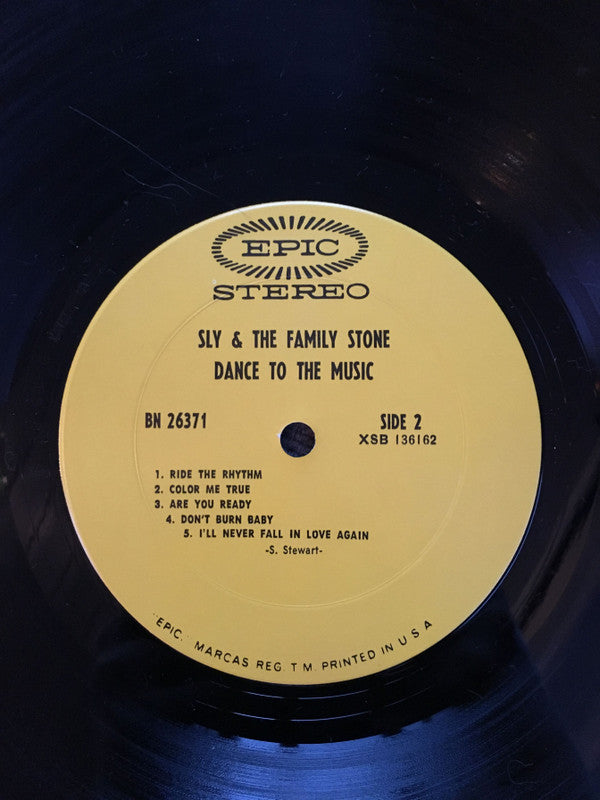 EPIC
STEREO
SLY & THE FAMILY STONE
DANCE TO THE MUSIC
BN 26371
SIDE 2
XSB 136162
1. RIDE THE RHYTHM
2. COLOR ME TRUE
3. ARE YOU READY
4. DON'T BURN BABY
5. I'LL NEVER FALL IN LOVE AGAIN
-S. Stewart-
"EPIC," MARCAS REG. T M. PRINTED IN U S A